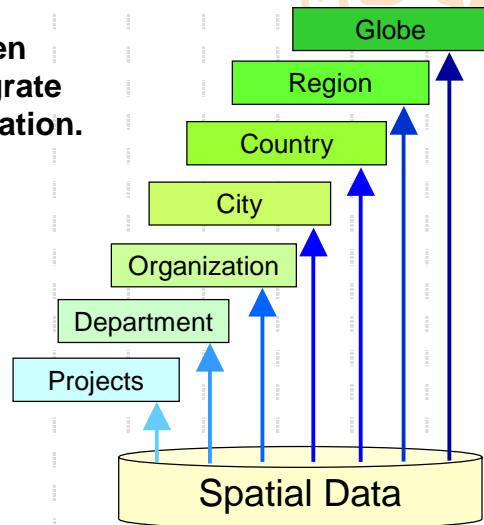 Globe
Region
Country
City
Organization
Department
Projects
Spatial Data